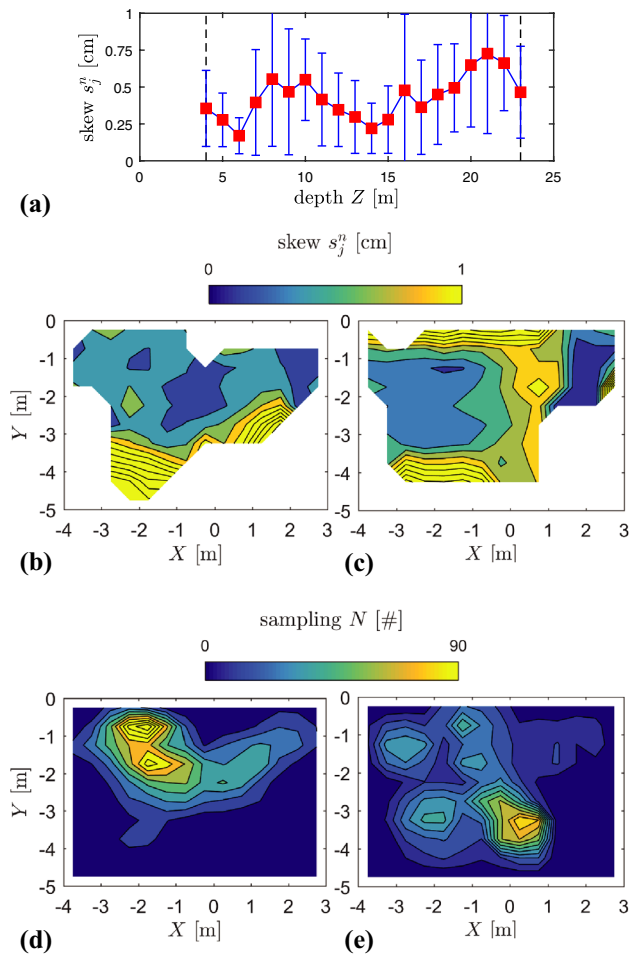 1
0.75
0.5
0.25
0
skew s_j^n [cm]
0 5 10 15 20 25
depth Z [m]
(a)
skew s_j^n [cm]
0 1
0
-1
-2
-3
-4
-5
Y [m]
-4 -3 -2 -1 0 1 2 3
X [m]
(b)
0
-1
-2
-3
-4
-5
-4 -3 -2 -1 0 1 2 3
X [m]
(c)
sampling N [#]
0 90
0
-1
-2
-3
-4
-5
Y [m]
-4 -3 -2 -1 0 1 2 3
X [m]
(d)
0
-1
-2
-3
-4
-5
-4 -3 -2 -1 0 1 2 3
X [m]
(e)